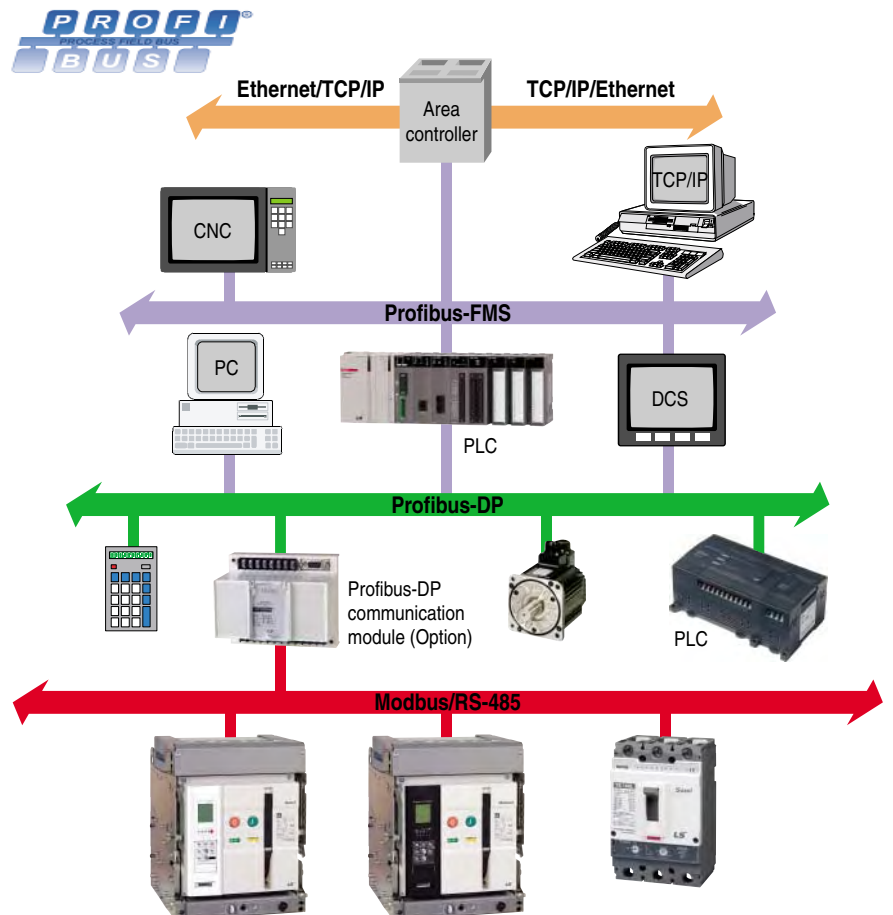 PROFI®
PROCESS FIELD BUS
BUS
Ethernet/TCP/IP
TCP/IP/Ethernet
Area
controller
CNC
TCP/IP
Profibus-FMS
PC
PLC
DCS
Profibus-DP
Profibus-DP
communication
module (Option)
PLC
Modbus/RS-485
Susol
LS